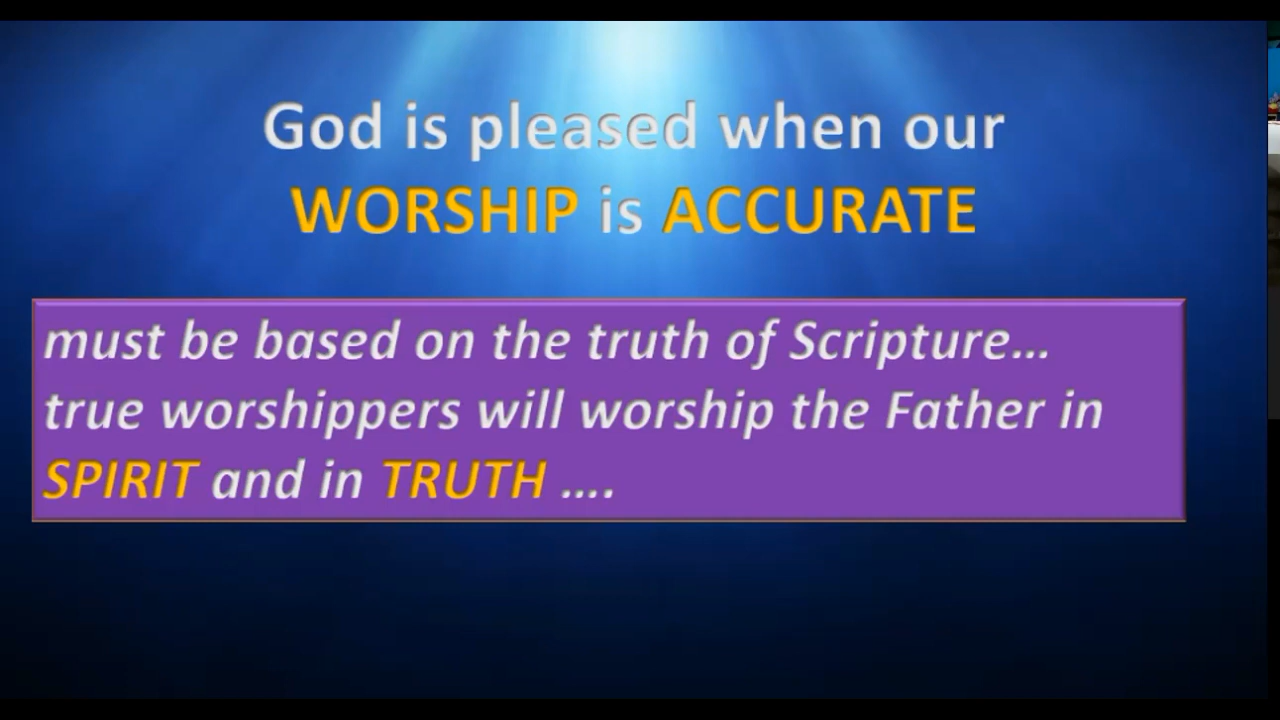 God is pleased when our
WORSHIP is ACCURATE
must be based on the truth of Scripture...
true worshippers will worship the Father in
SPIRIT and in TRUTH ....